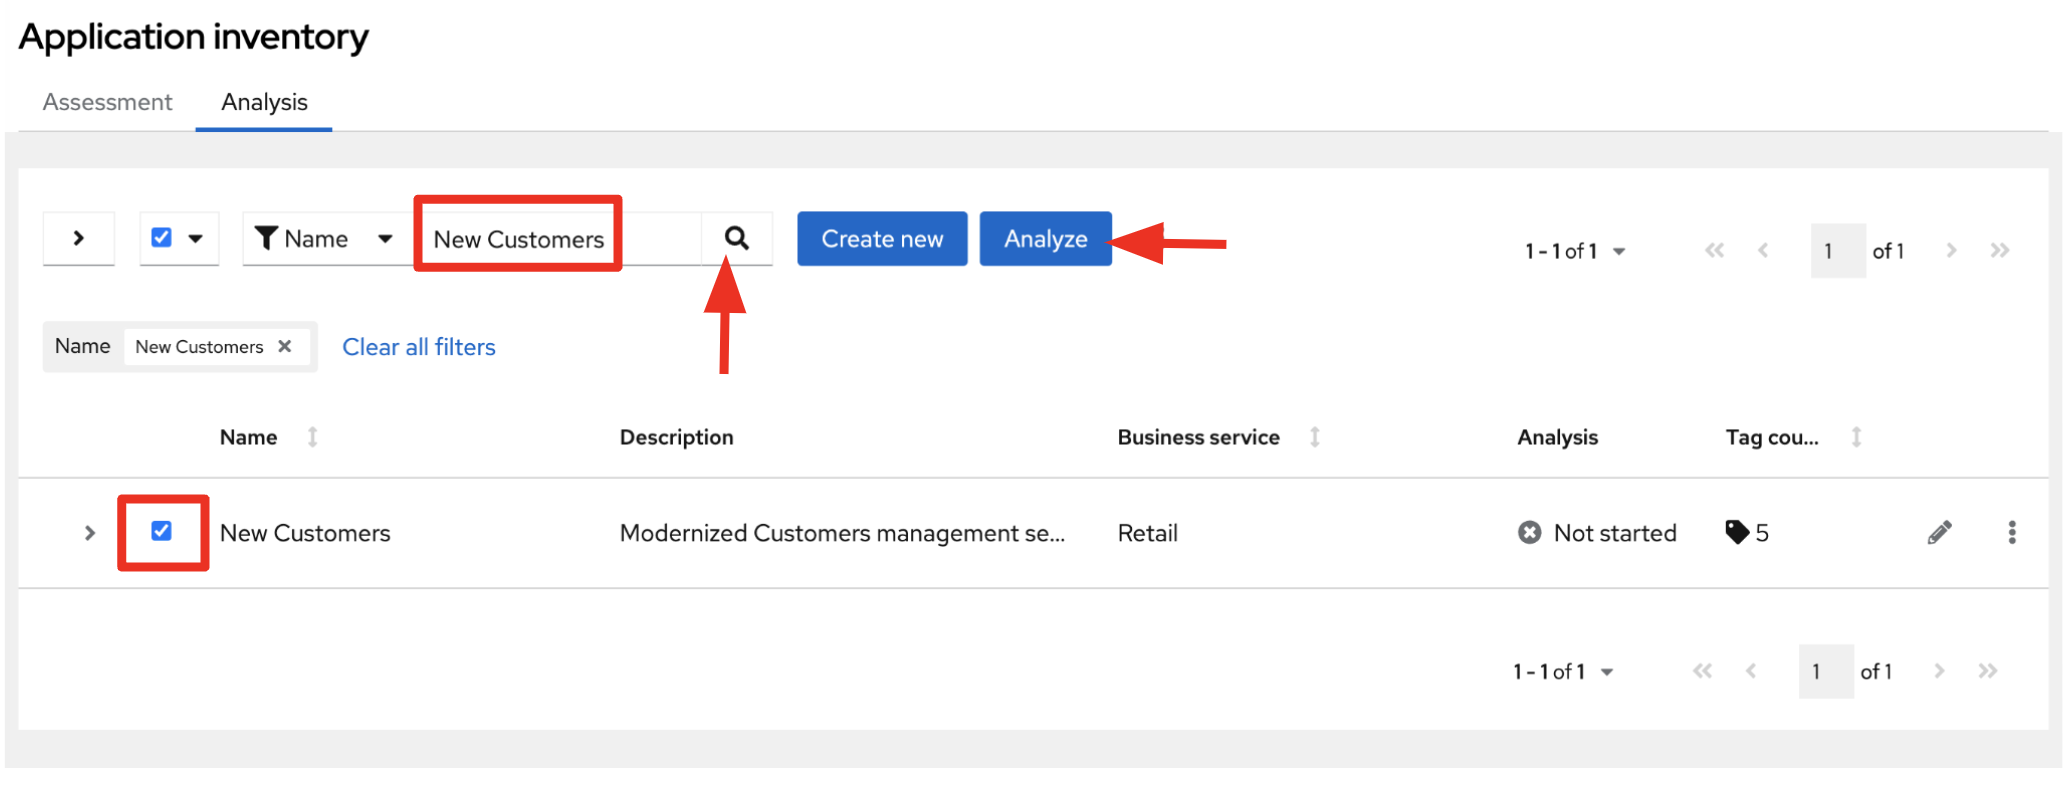 Application inventory
Assessment Analysis
Name New Customers Create new Analyze 1 - 1 of 1 1 of 1
Name New Customers Clear all filters
Name Description Business service Analysis Tag cou...
New Customers Modernized Customers management se... Retail Not started 5
1 - 1 of 1 1 of 1